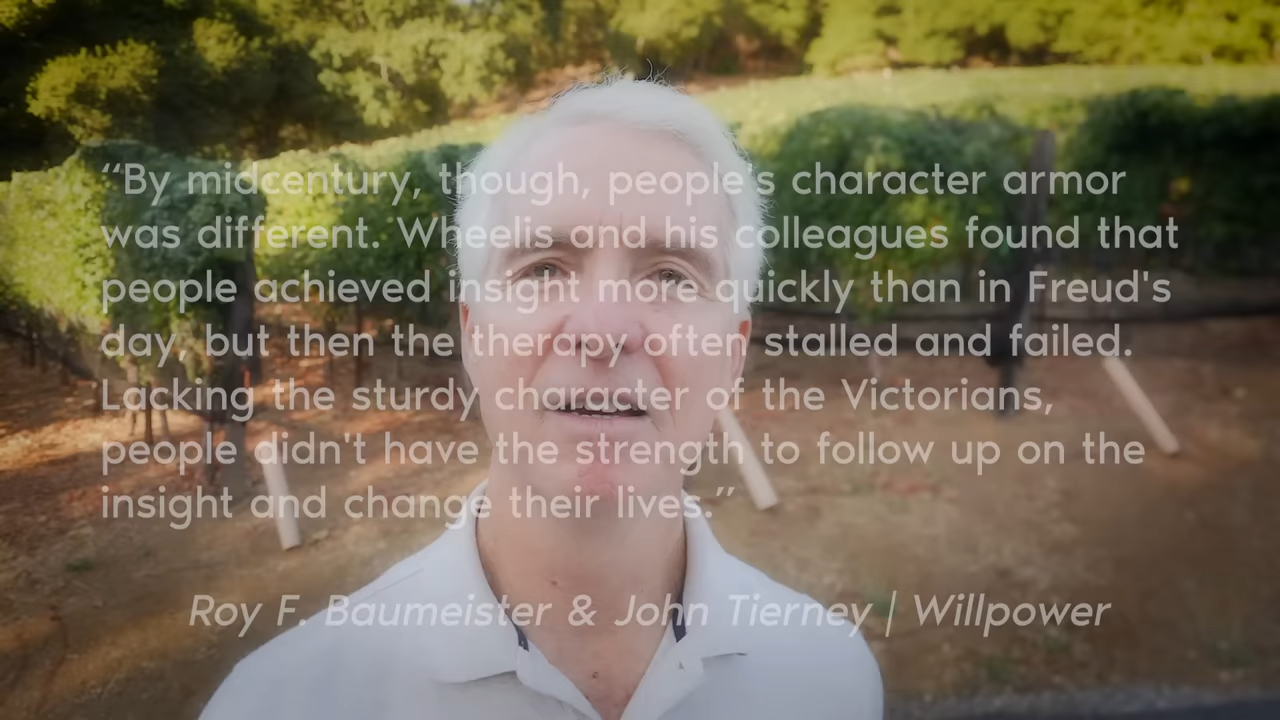 “By midcentury, though, people's character armor
was different. Wheelis and his colleagues found that
people achieved insight more quickly than in Freud's
day, but then the therapy often stalled and failed.
Lacking the sturdy character of the Victorians,
people didn't have the strength to follow up on the
insight and change their lives.”
Roy F. Baumeister & John Tierney | Willpower